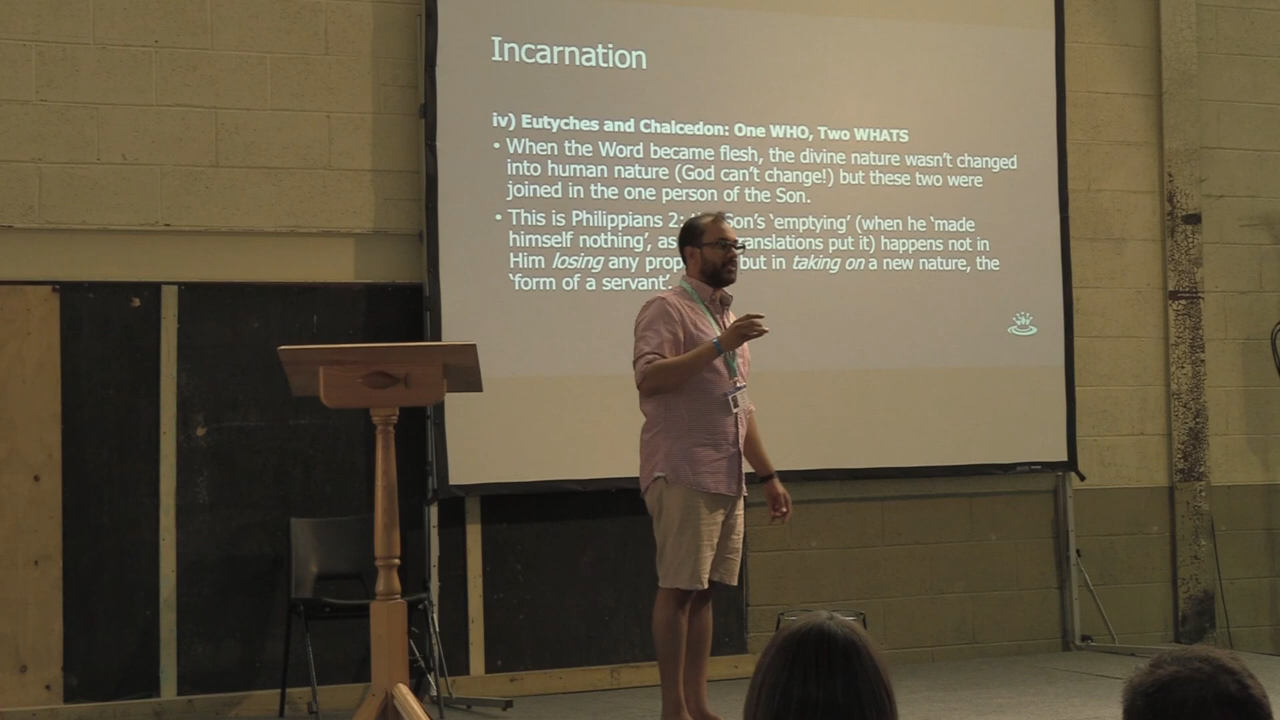 Incarnation
iv) Eutyches and Chalcedon: One WHO, Two WHATS
• When the Word became flesh, the divine nature wasn't changed
into human nature (God can't change!) but these two were
joined in the one person of the Son.
• This is Philippians 2: Son's 'emptying' (when he 'made
himself nothing', as translations put it) happens not in
Him losing any but in taking on a new nature, the
'form of a servant'.